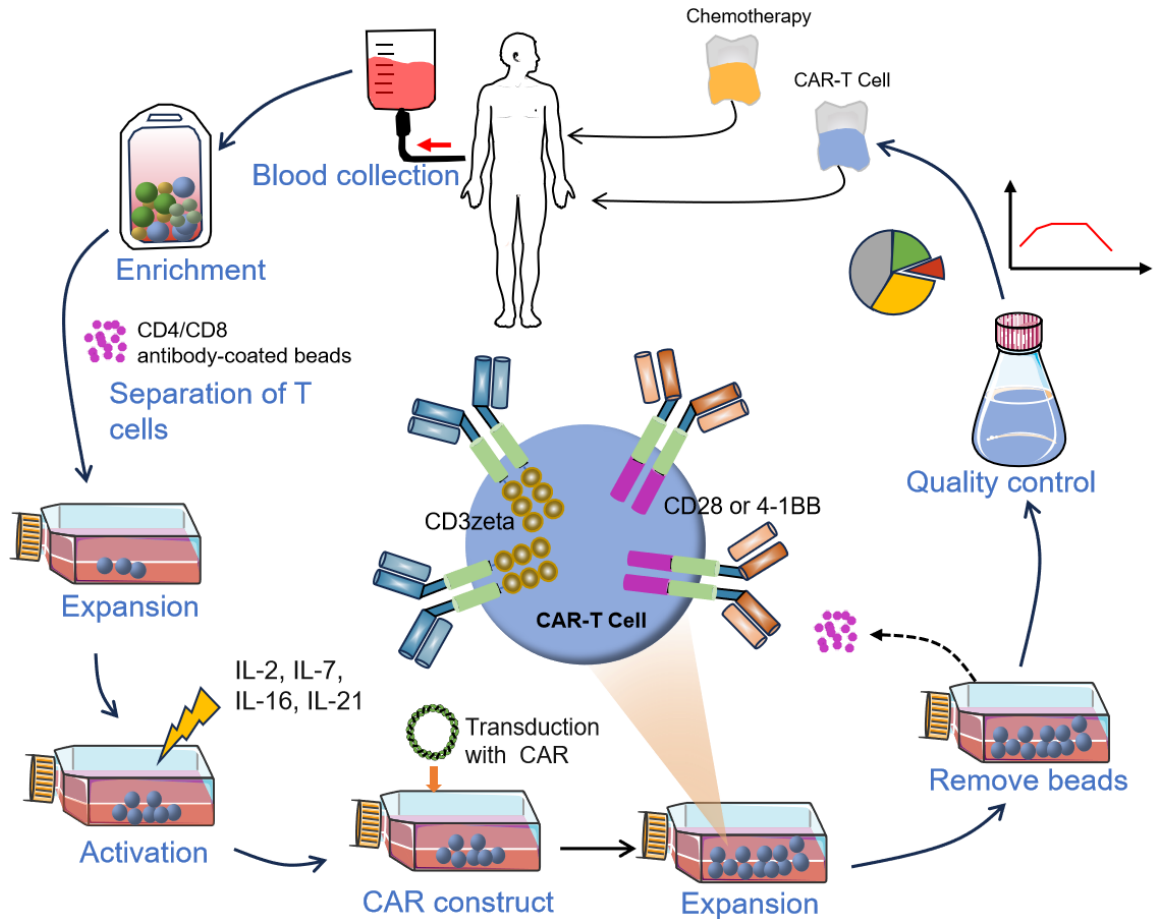 Chemotherapy
CAR-T Cell
Blood collection
Enrichment
CD4/CD8
antibody-coated beads
Separation of T
cells
Expansion
IL-2, IL-7,
IL-16, IL-21
Activation
Transduction
with CAR
CAR construct
Expansion
Remove beads
Quality control
CD3zeta
CD28 or 4-1BB
CAR-T Cell